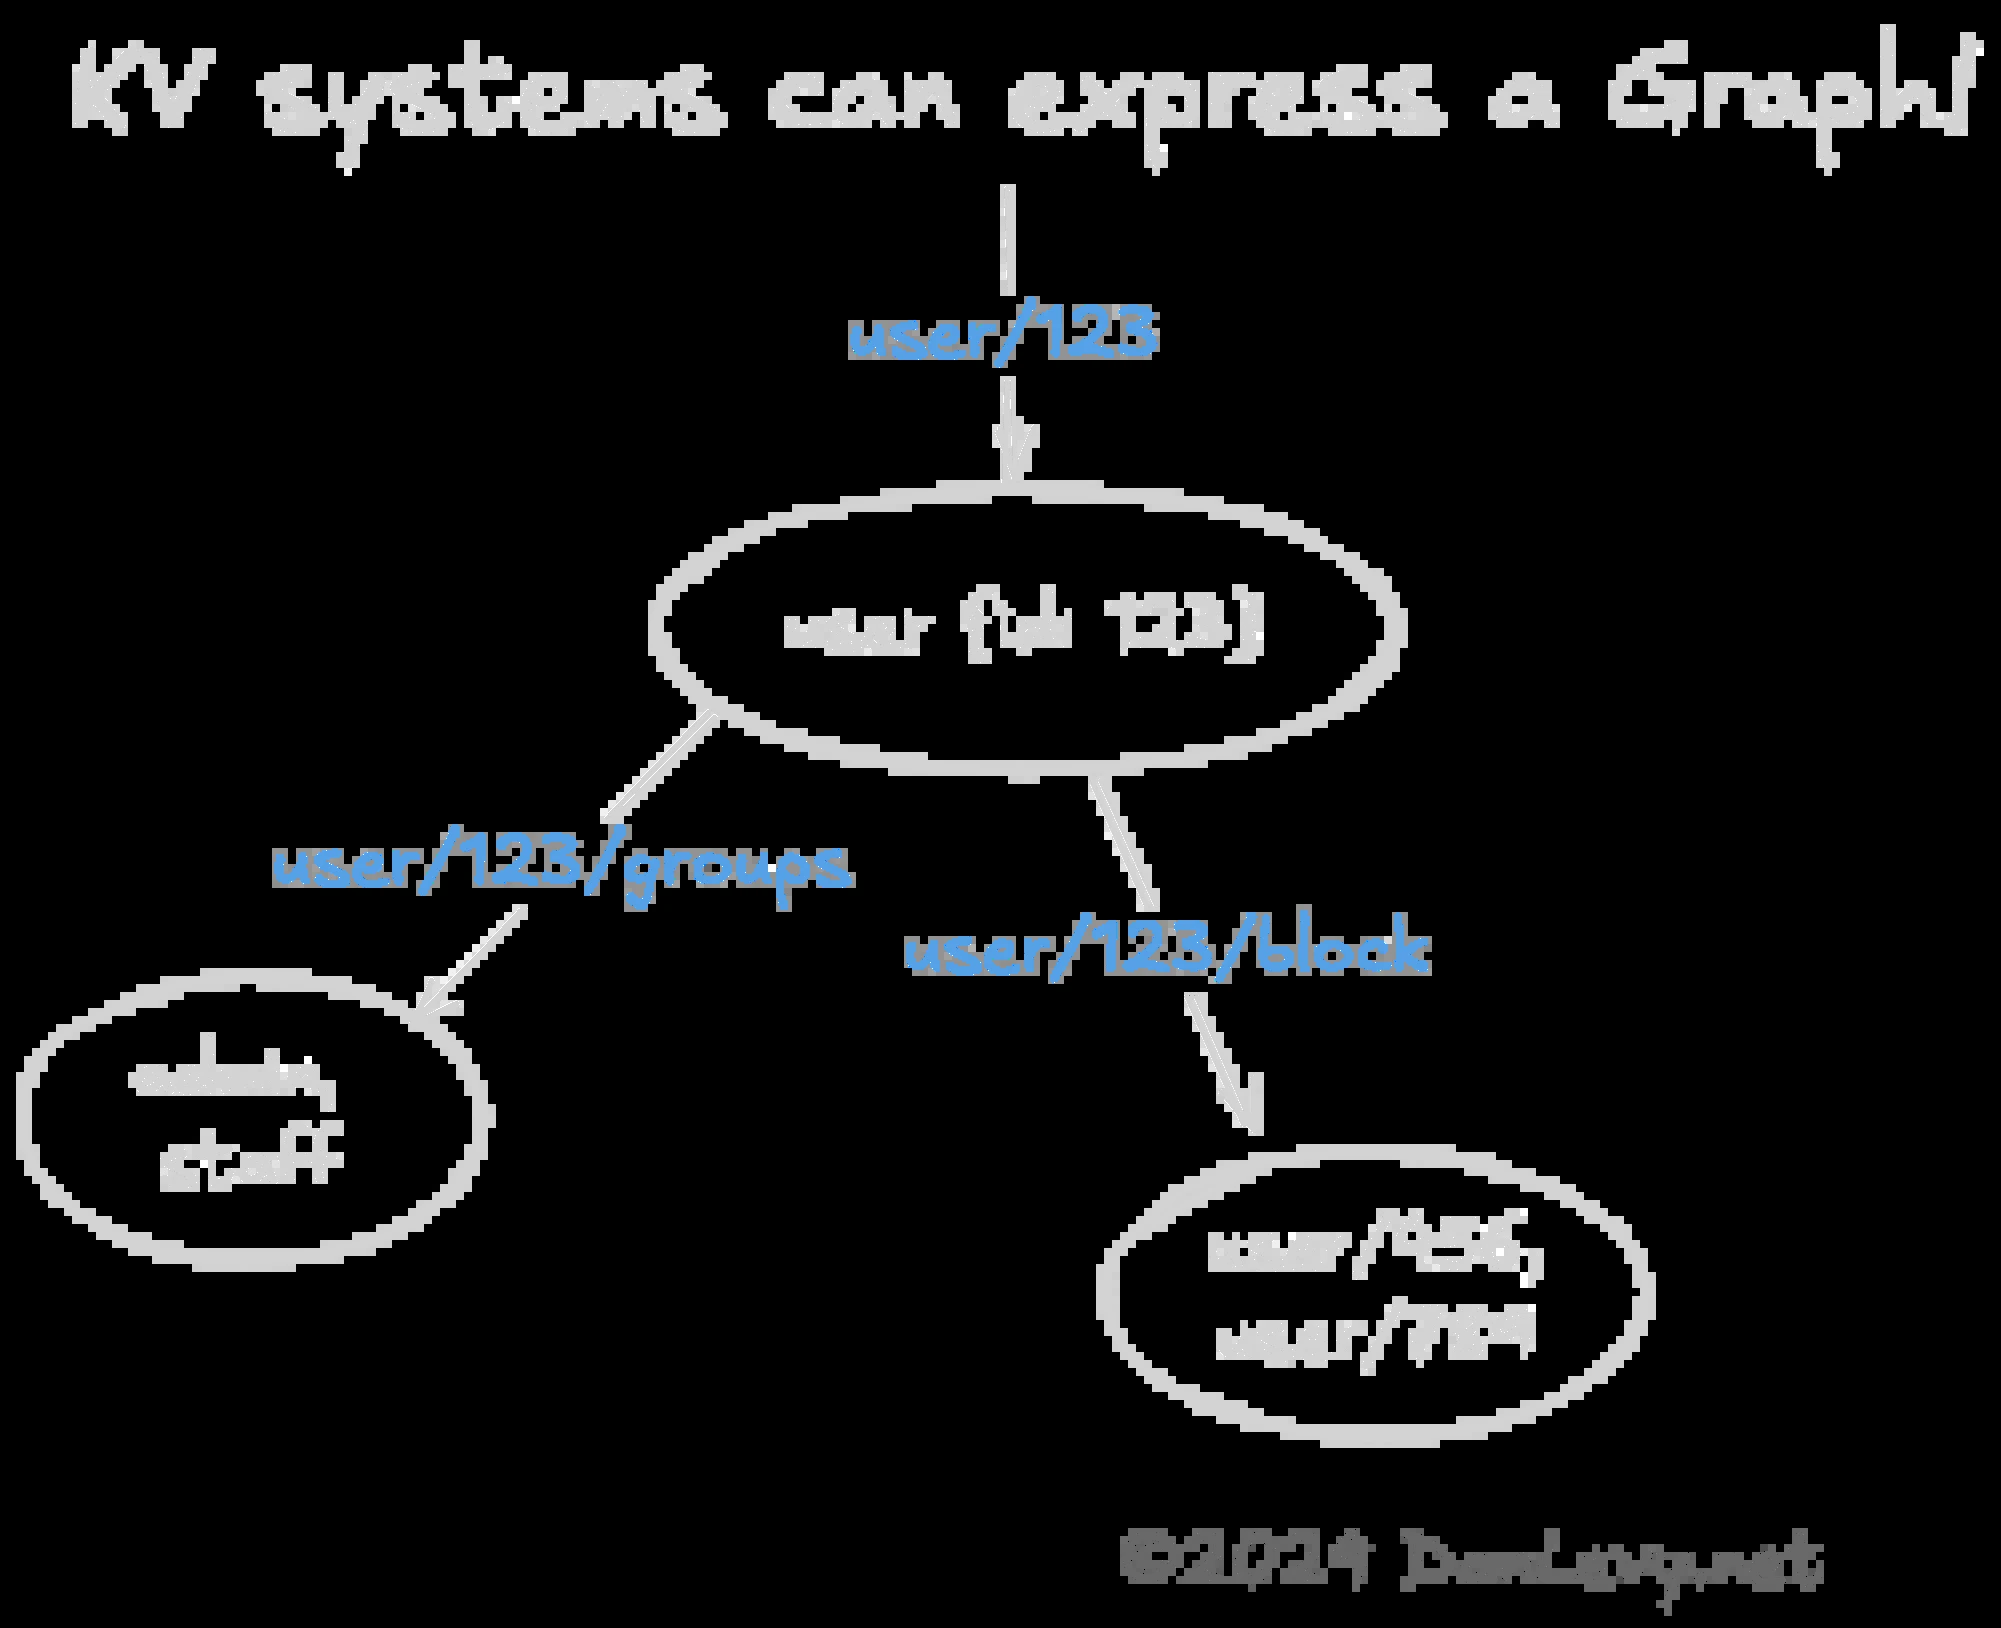 KV systems can express a Graph!
user/123
user (id: 123)
user/123/groups
user/123/block
admin,
staff
user/456,
user/789
©2024 DanLevy.net